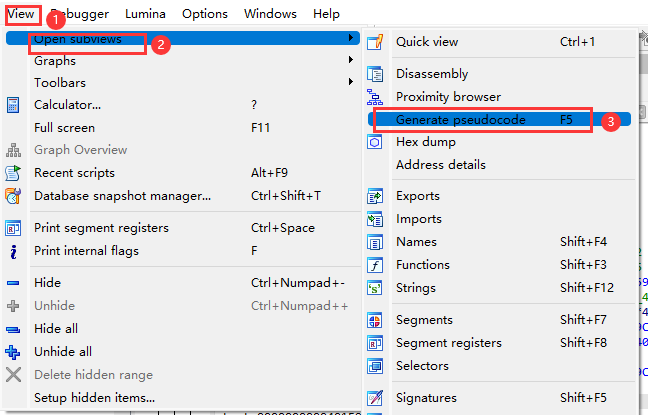 View Debugger Lumina Options Windows Help
1
Open subviews
2
Graphs
Toolbars
Calculator... ?
Full screen F11
Graph Overview
Recent scripts Alt+F9
Database snapshot manager... Ctrl+Shift+T
Print segment registers Ctrl+Space
Print internal flags F
Hide Ctrl+Numpad+-
Unhide Ctrl+Numpad++
Hide all
Unhide all
Delete hidden range
Setup hidden items...
Quick view Ctrl+1
Disassembly
Proximity browser
Generate pseudocode F5
3
Hex dump
Address details
Exports
Imports
Names Shift+F4
Functions Shift+F3
Strings Shift+F12
Segments Shift+F7
Segment registers Shift+F8
Selectors
Signatures Shift+F5